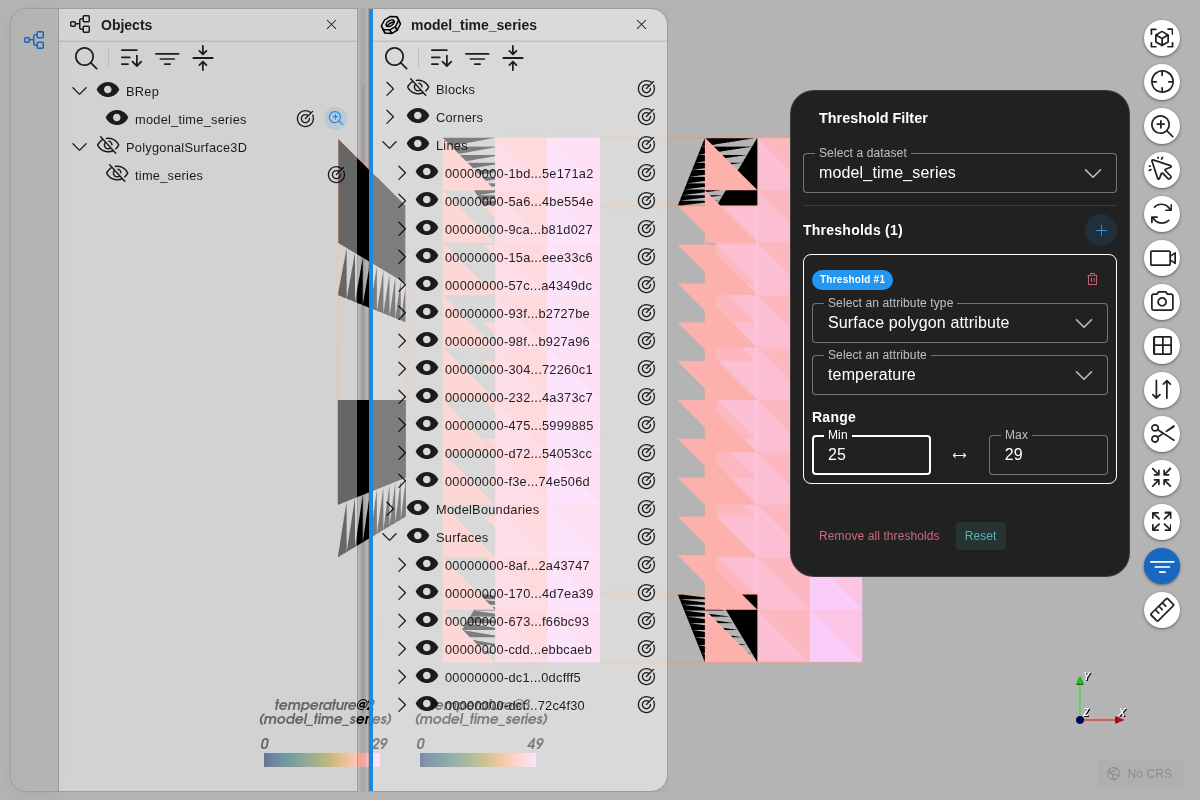 Objects
BRep
model_time_series
PolygonalSurface3D
time_series
model_time_series
Blocks
Corners
Lines
00000000-1bd...5e171a2
00000000-5a6...4be554e
00000000-9ca...b81d027
00000000-15a...eee33c6
00000000-57c...a4349dc
00000000-93f...b2727be
00000000-98f...b927a96
00000000-304...72260c1
00000000-232...4a373c7
00000000-475...5999885
00000000-d72...54053cc
00000000-f3e...74e506d
ModelBoundaries
Surfaces
00000000-8af...2a43747
00000000-170...4d7ea39
00000000-673...f66bc93
00000000-cdd...ebbcaeb
00000000-dc1...0dcfff5
00000000-dcf...72c4f30
temperature@2
(model_time_series)
0 29
(model_time_series)
0 49
Threshold Filter
Select a dataset
model_time_series
Thresholds (1)
Threshold #1
Select an attribute type
Surface polygon attribute
Select an attribute
temperature
Range
Min
25
Max
29
Remove all thresholds
Reset
Y
Z
X
No CRS